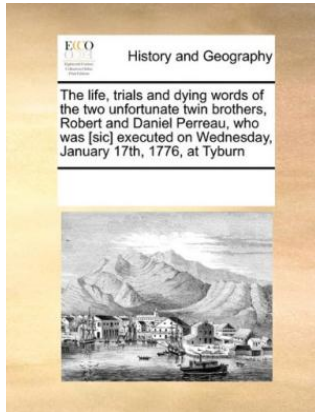 ECCO
History and Geography
The life, trials and dying words of
the two unfortunate twin brothers,
Robert and Daniel Perreau, who
was [sic] executed on Wednesday,
January 17th, 1776, at Tyburn